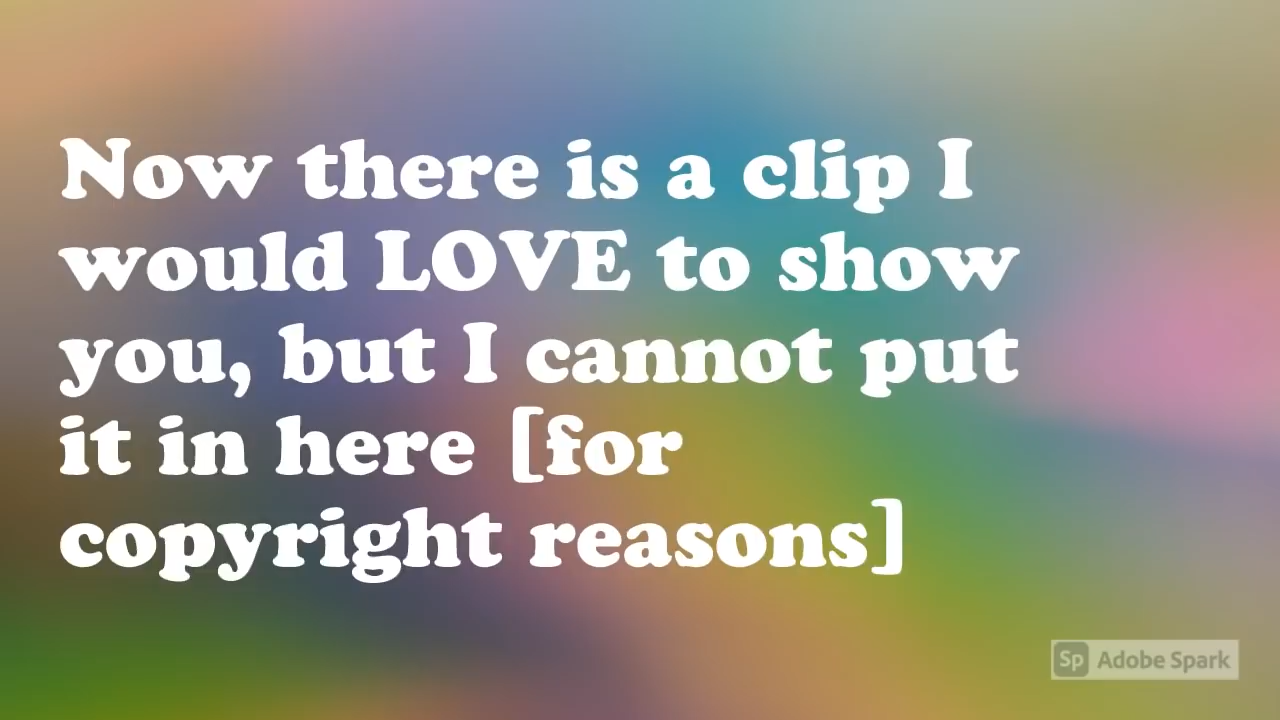 Now there is a clip I
would LOVE to show
you, but I cannot put
it in here [for
copyright reasons]
Sp Adobe Spark